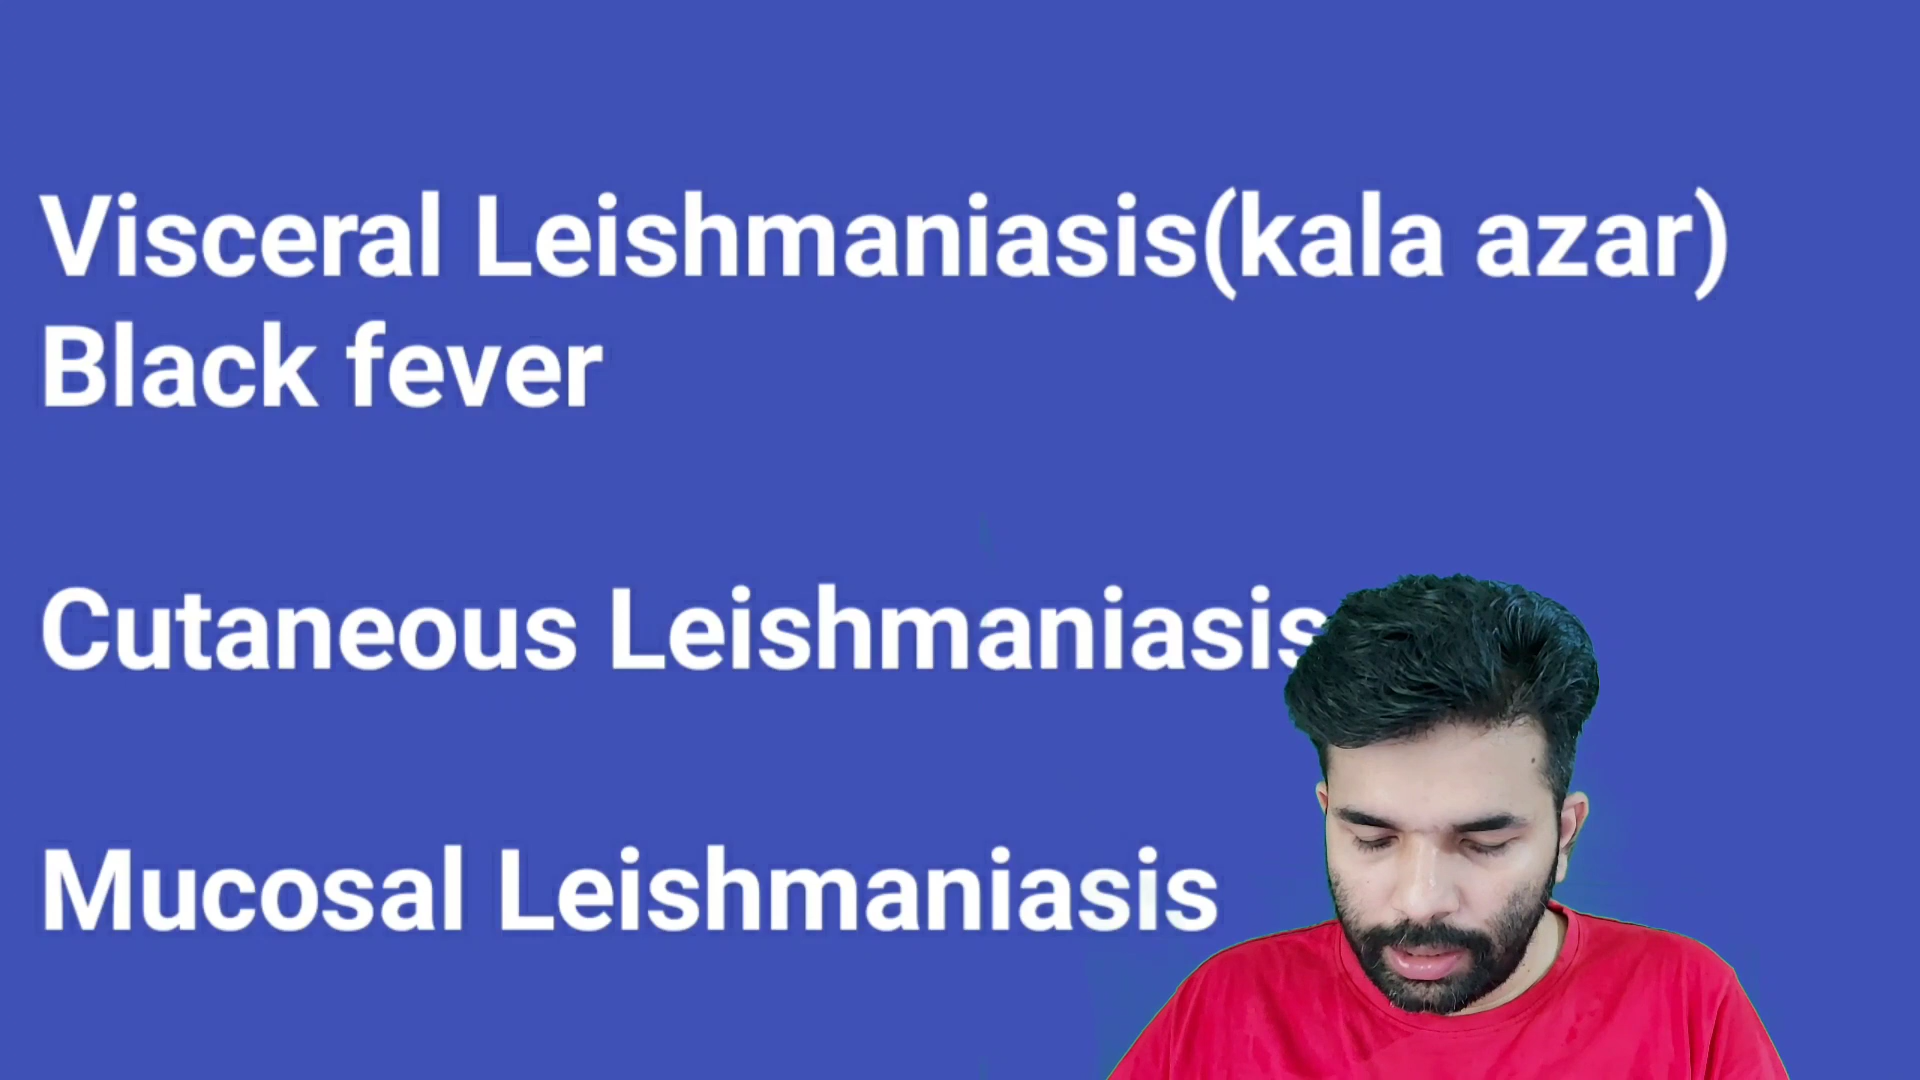 Visceral Leishmaniasis(kala azar)
Black fever
Cutaneous Leishmaniasis
Mucosal Leishmaniasis